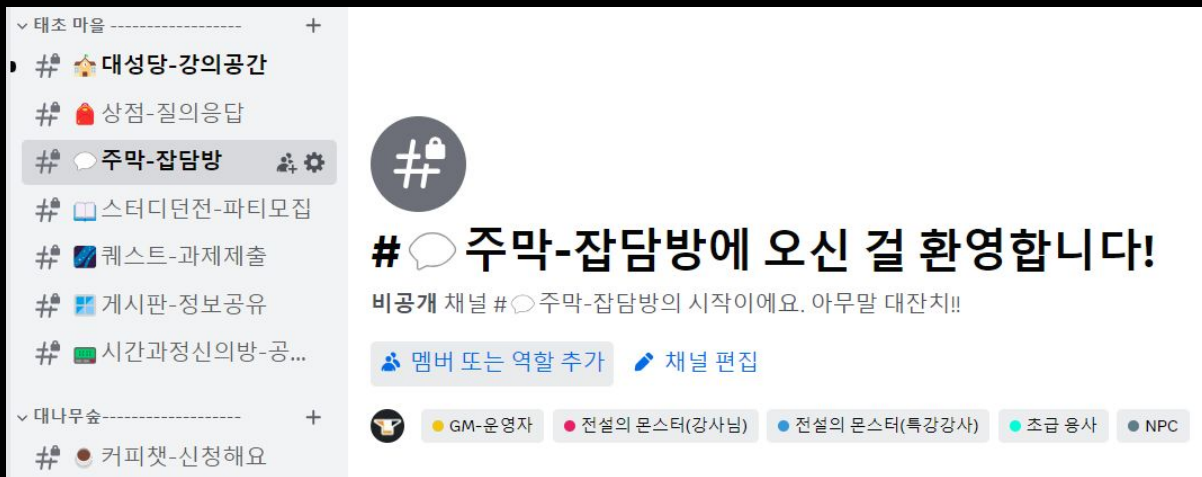 태초 마을 ------------------
대성당-강의공간
상점-질의응답
주막-잡담방
스터디던전-파티모집
퀘스트-과제제출
게시판-정보공유
시간과정신의방-공...
대나무숲-------------------
커피챗-신청해요
# 주막-잡담방에 오신 걸 환영합니다!
비공개 채널 # 주막-잡담방의 시작이에요. 아무말 대잔치!!
멤버 또는 역할 추가 채널 편집
GM-운영자 전설의 몬스터(강사님) 전설의 몬스터(특강강사) 초급 용사 NPC